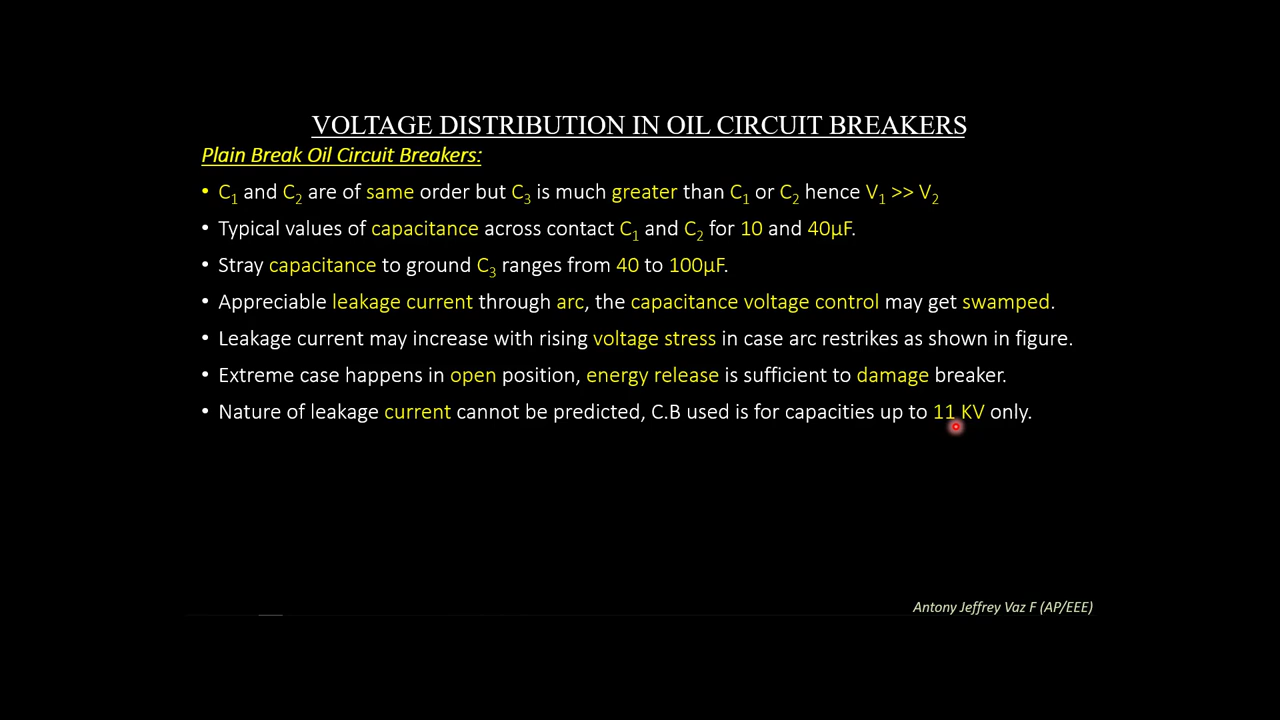 VOLTAGE DISTRIBUTION IN OIL CIRCUIT BREAKERS
Plain Break Oil Circuit Breakers:
• C₁ and C₂ are of same order but C₃ is much greater than C₁ or C₂ hence V₁ >> V₂
• Typical values of capacitance across contact C₁ and C₂ for 10 and 40µF.
• Stray capacitance to ground C₃ ranges from 40 to 100µF.
• Appreciable leakage current through arc, the capacitance voltage control may get swamped.
• Leakage current may increase with rising voltage stress in case arc restrikes as shown in figure.
• Extreme case happens in open position, energy release is sufficient to damage breaker.
• Nature of leakage current cannot be predicted, C.B used is for capacities up to 11 KV only.
Antony Jeffrey Vaz F (AP/EEE)